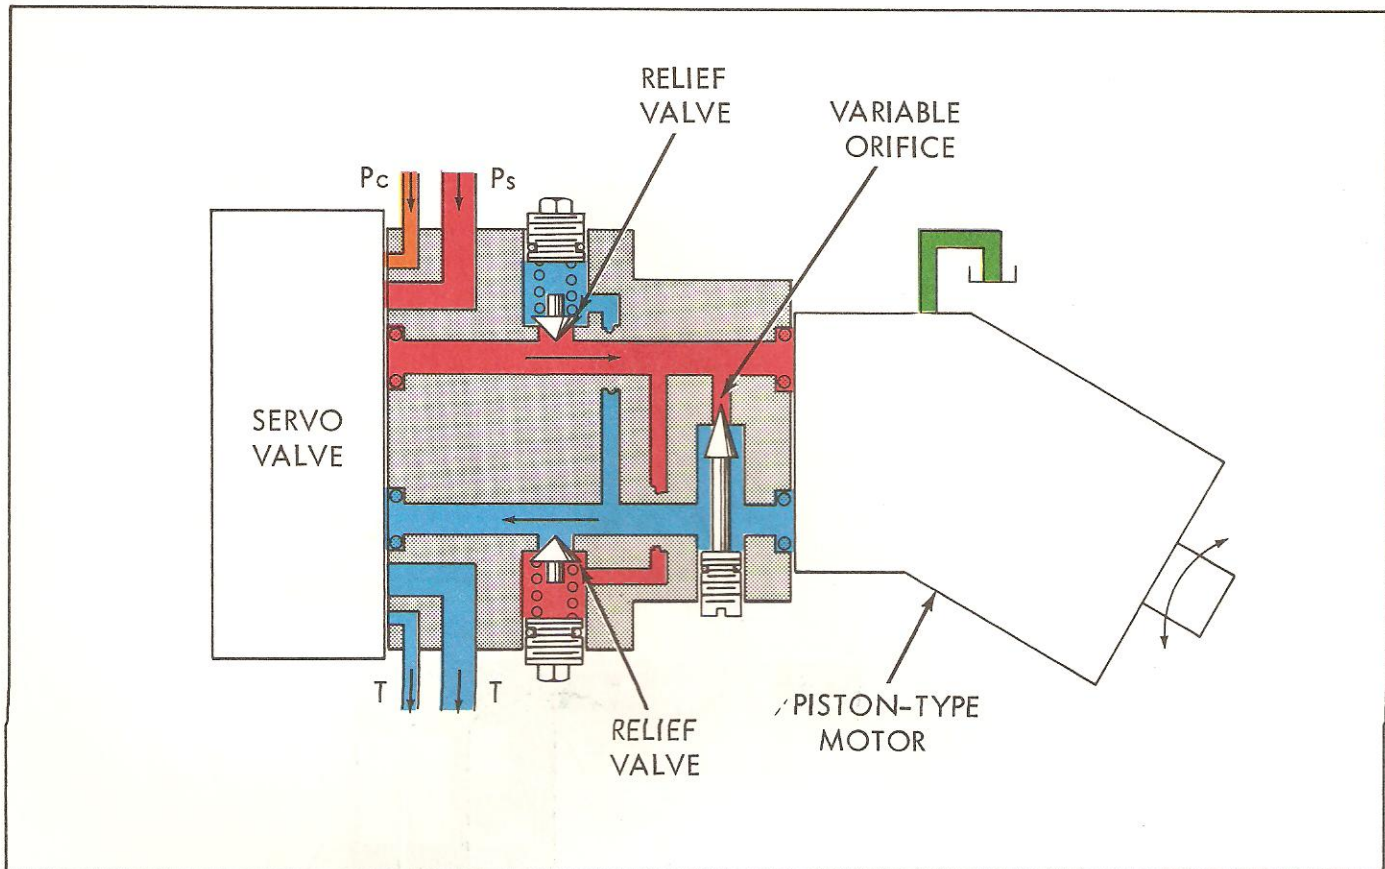 RELIEF
VALVE
VARIABLE
ORIFICE
Pc
Ps
SERVO
VALVE
T
T
PISTON-TYPE
MOTOR
RELIEF
VALVE